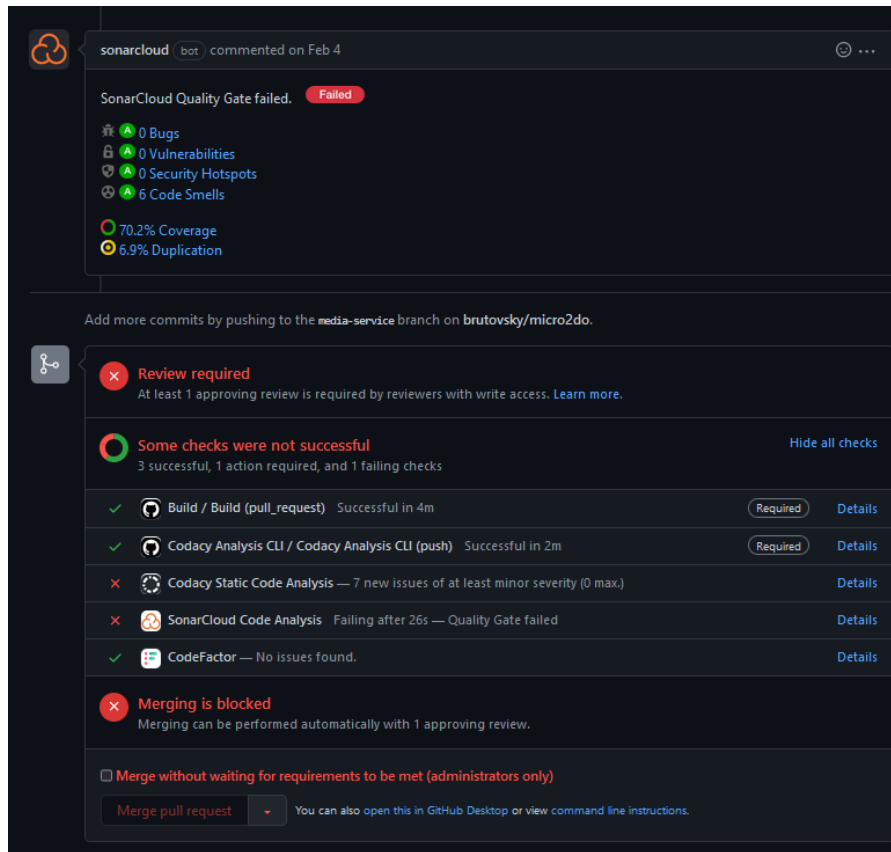 sonarcloud bot commented on Feb 4
SonarCloud Quality Gate failed. Failed
A 0 Bugs
A 0 Vulnerabilities
A 0 Security Hotspots
A 6 Code Smells
70.2% Coverage
6.9% Duplication
Add more commits by pushing to the media-service branch on brutovsky/micro2do.
Review required
At least 1 approving review is required by reviewers with write access. Learn more.
Some checks were not successful Hide all checks
3 successful, 1 action required, and 1 failing checks
Build / Build (pull_request) Successful in 4m Required Details
Codacy Analysis CLI / Codacy Analysis CLI (push) Successful in 2m Required Details
Codacy Static Code Analysis — 7 new issues of at least minor severity (0 max.) Details
SonarCloud Code Analysis Failing after 26s — Quality Gate failed Details
CodeFactor — No issues found. Details
Merging is blocked
Merging can be performed automatically with 1 approving review.
Merge without waiting for requirements to be met (administrators only)
Merge pull request You can also open this in GitHub Desktop or view command line instructions.